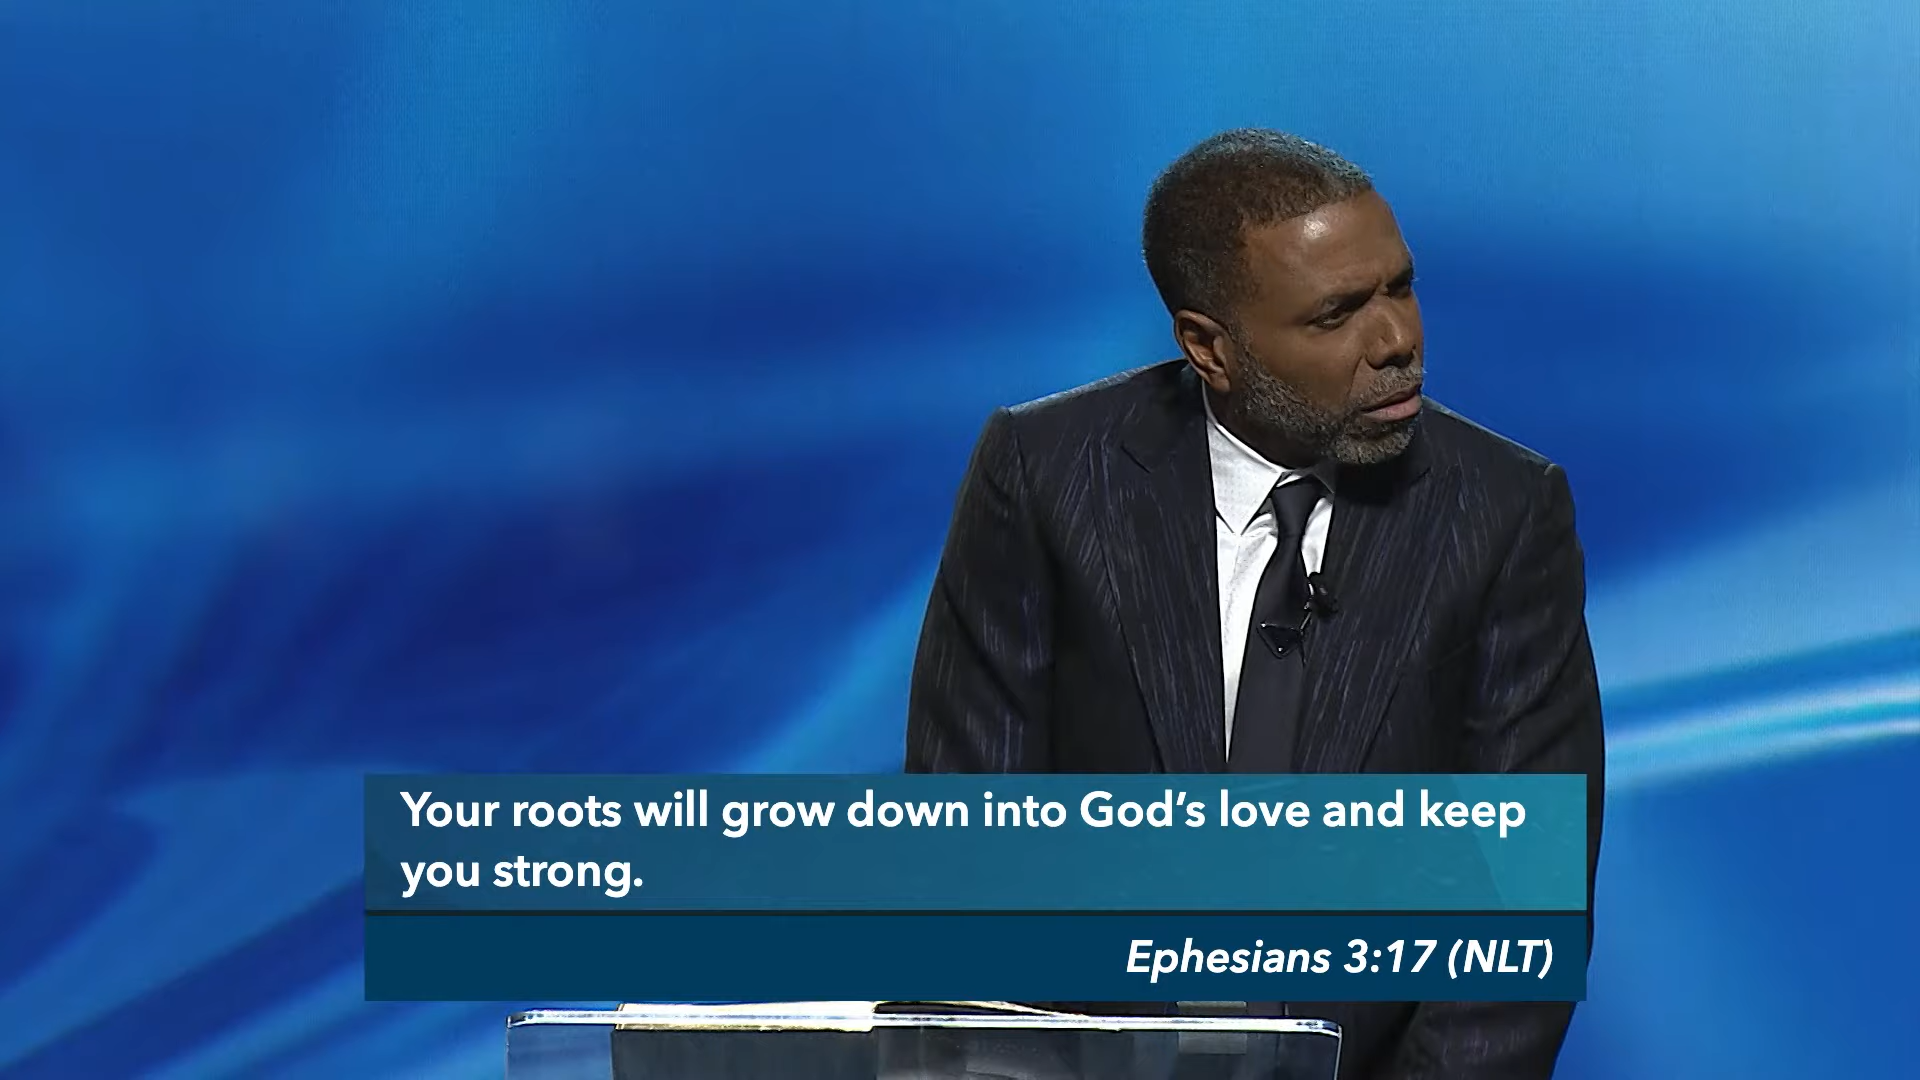 Your roots will grow down into God’s love and keep
you strong.
Ephesians 3:17 (NLT)